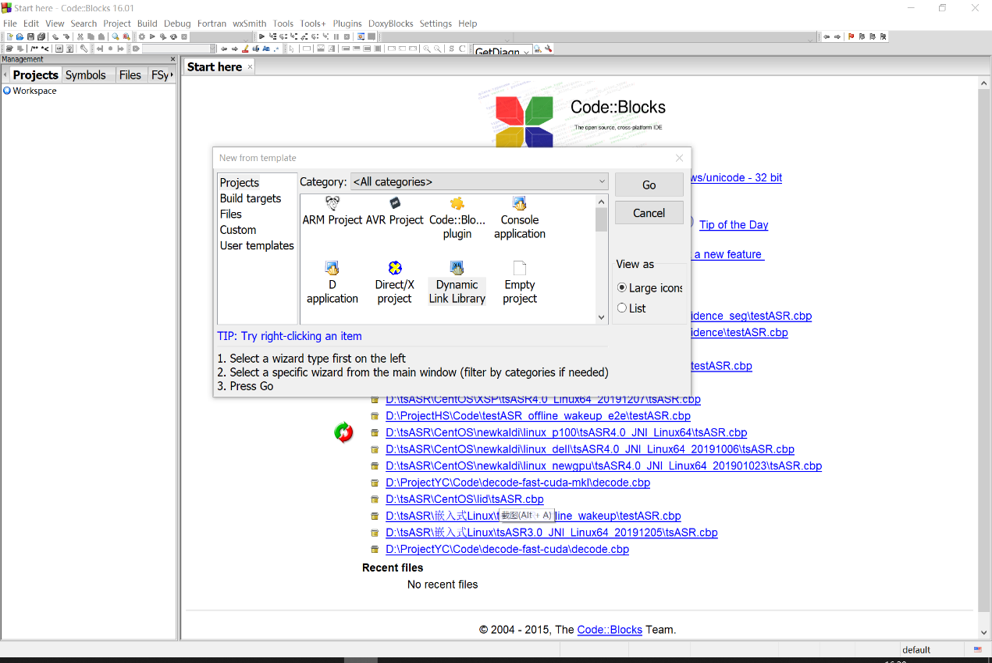 Start here - Code::Blocks 16.01
File Edit View Search Project Build Debug Fortran wxSmith Tools Tools+ Plugins DoxyBlocks Settings Help
GetDiagn
Management
Projects Symbols Files FSy
Workspace
Start here
Code::Blocks
The open source, cross-platform IDE
New from template
Projects
Build targets
Files
Custom
User templates
Category: <All categories>
ARM Project AVR Project Code::Blo... plugin Console application
D application Direct/X project Dynamic Link Library Empty project
Go
Cancel
View as
Large icons
List
TIP: Try right-clicking an item
1. Select a wizard type first on the left
2. Select a specific wizard from the main window (filter by categories if needed)
3. Press Go
ws/unicode - 32 bit
Tip of the Day
a new feature
idence_seg\testASR.cbp
idence\testASR.cbp
testASR.cbp
D:\tsASR\CentOS\XSP\tsASR4.0_Linux64_20191207\tsASR.cbp
D:\ProjectHS\Code\testASR_offline_wakeup_e2e\testASR.cbp
D:\tsASR\CentOS\newkaldi\linux_p100\tsASR4.0_JNI_Linux64\tsASR.cbp
D:\tsASR\CentOS\newkaldi\linux_dell\tsASR4.0_JNI_Linux64_20191006\tsASR.cbp
D:\tsASR\CentOS\newkaldi\linux_newgpu\tsASR4.0_JNI_Linux64_201901023\tsASR.cbp
D:\ProjectYC\Code\decode-fast-cuda-mkl\decode.cbp
D:\tsASR\CentOS\lid\tsASR.cbp
D:\tsASR\嵌入式Linux\t 截图(Alt + A) line_wakeup\testASR.cbp
D:\tsASR\嵌入式Linux\tsASR3.0_JNI_Linux64_20191205\tsASR.cbp
D:\ProjectYC\Code\decode-fast-cuda\decode.cbp
Recent files
No recent files
© 2004 - 2015, The Code::Blocks Team.
default